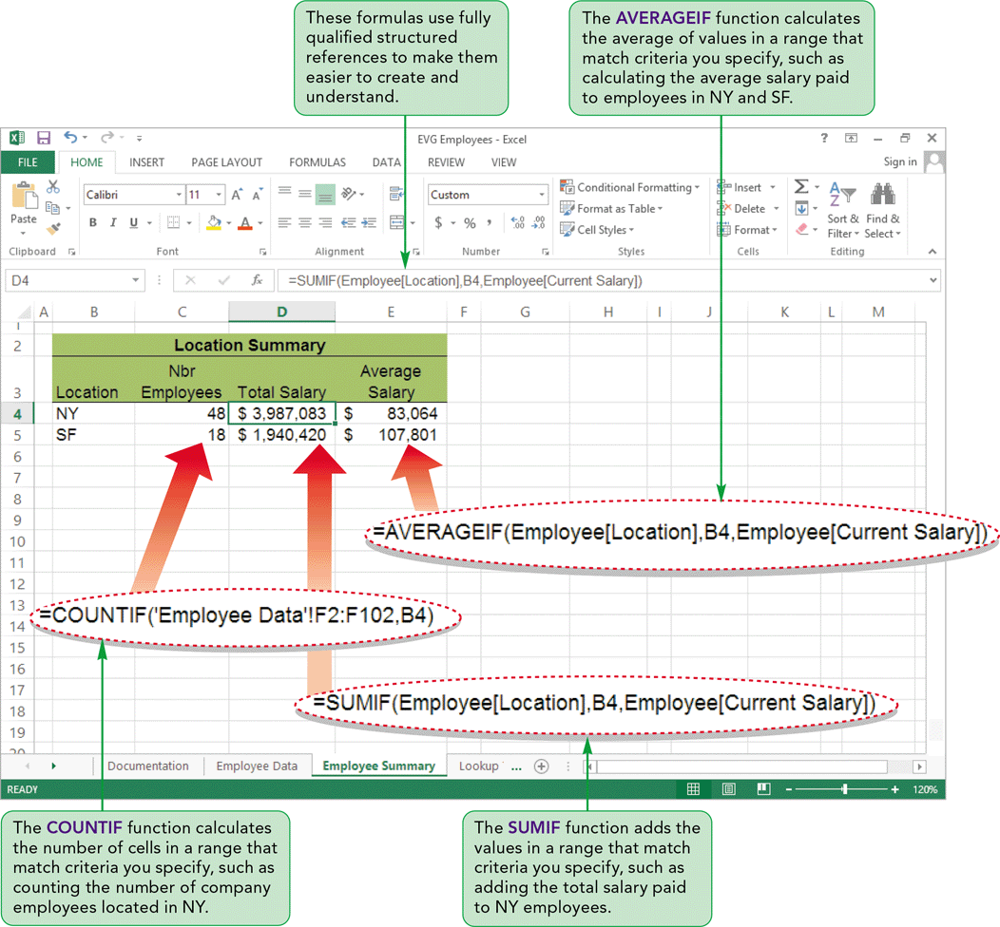 These formulas use fully
qualified structured
references to make them
easier to create and
understand.
The AVERAGEIF function calculates
the average of values in a range that
match criteria you specify, such as
calculating the average salary paid
to employees in NY and SF.
EVG Employees - Excel
?
FILE HOME INSERT PAGE LAYOUT FORMULAS DATA REVIEW VIEW Sign in
Calibri 11 Custom Conditional Formatting Insert
Paste Format as Table Delete Sort & Find &
B I U $ % , Cell Styles Format Filter Select
Clipboard Font Alignment Number Styles Cells Editing
D4 fx =SUMIF(Employee[Location],B4,Employee[Current Salary])
A B C D E F G H I J K L M
1
2 Location Summary
Nbr Average
3 Location Employees Total Salary Salary
4 NY 48 $ 3,987,083 $ 83,064
5 SF 18 $ 1,940,420 $ 107,801
6
7
8
9
=AVERAGEIF(Employee[Location],B4,Employee[Current Salary])
10
11
12
13
=COUNTIF('Employee Data'!F2:F102,B4)
14
15
16
17
=SUMIF(Employee[Location],B4,Employee[Current Salary])
18
19
20
Documentation Employee Data Employee Summary Lookup ...
READY 120%
The COUNTIF function calculates
the number of cells in a range that
match criteria you specify, such as
counting the number of company
employees located in NY.
The SUMIF function adds the
values in a range that match
criteria you specify, such as
adding the total salary paid
to NY employees.